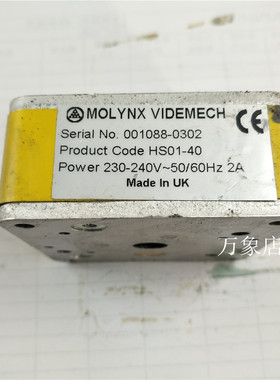 MOLYNX VIDEMECH
CE
Serial No. 001088-0302
Product Code HS01-40
Power 230-240V~50/60Hz 2A
Made In UK
万象店